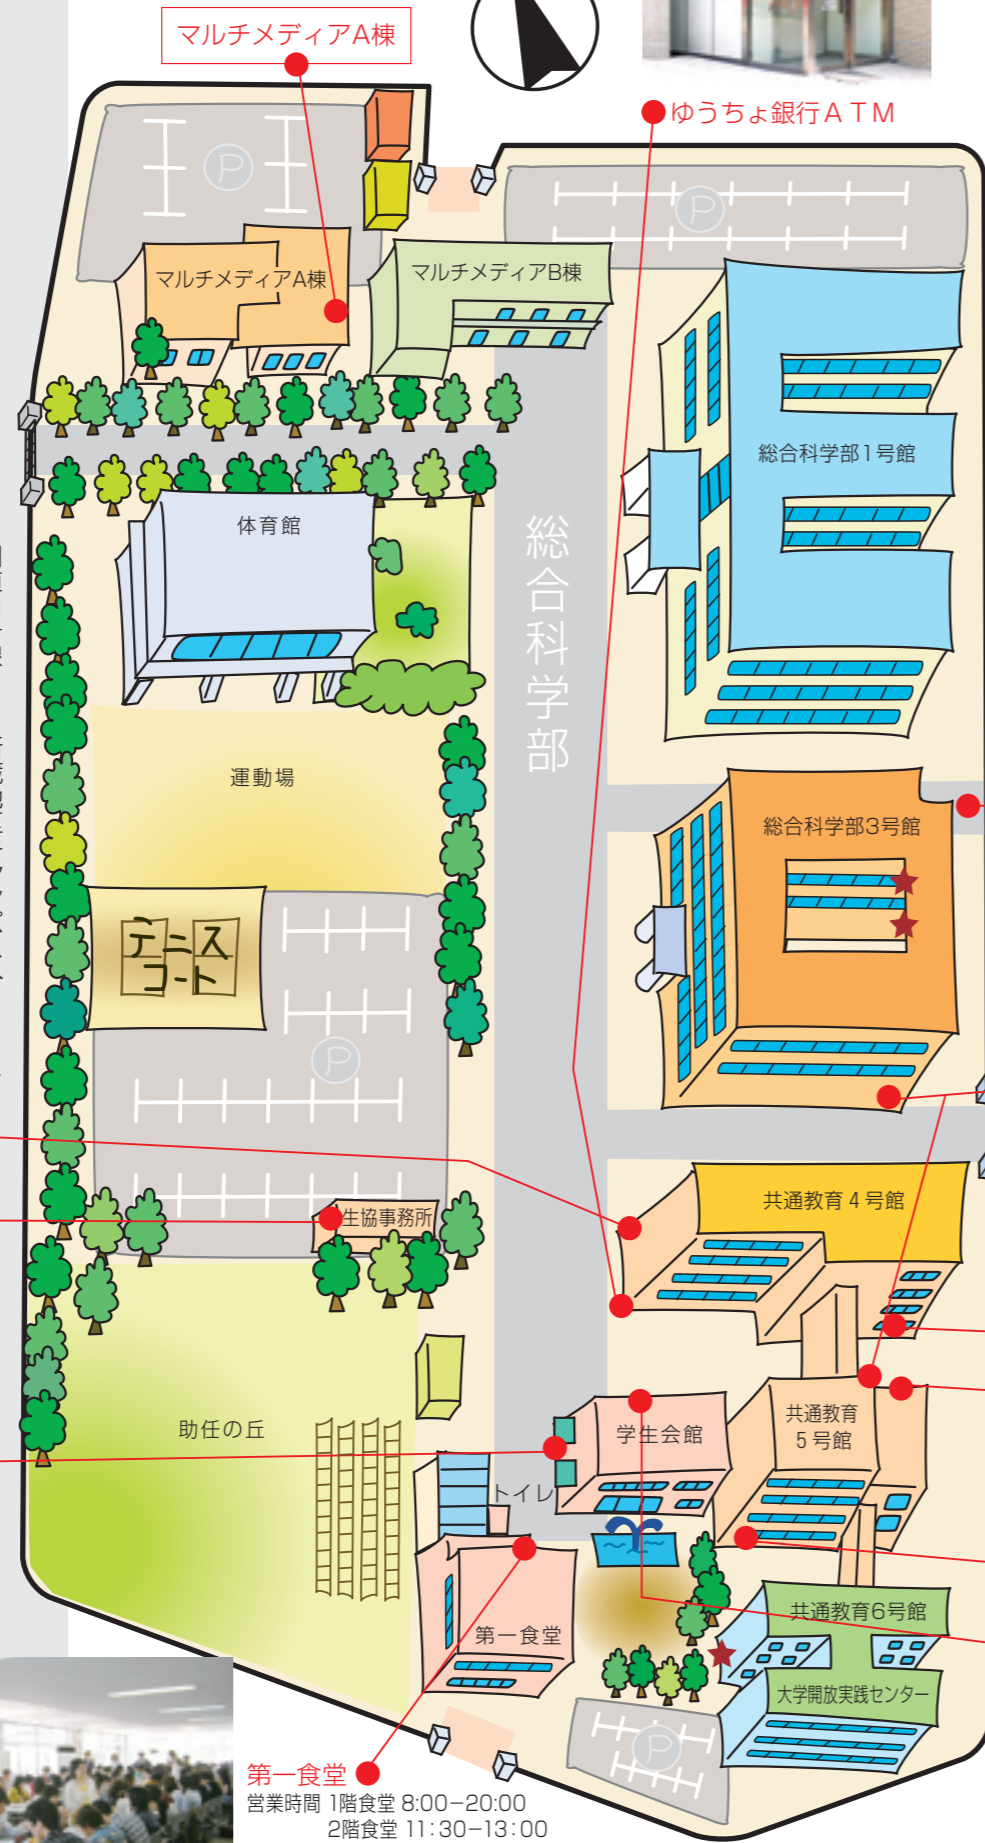 マルチメディアA棟
ゆうちょ銀行ATM
P
P
マルチメディアA棟
マルチメディアB棟
総合科学部1号館
体育館
総合科学部
運動場
総合科学部3号館
テニス
コート
P
共通教育4号館
生協事務所
助任の丘
学生会館
共通教育
5号館
トイレ
第一食堂
共通教育6号館
大学開放実践センター
P
第一食堂
営業時間 1階食堂 8:00−20:00
2階食堂 11:30−13:00